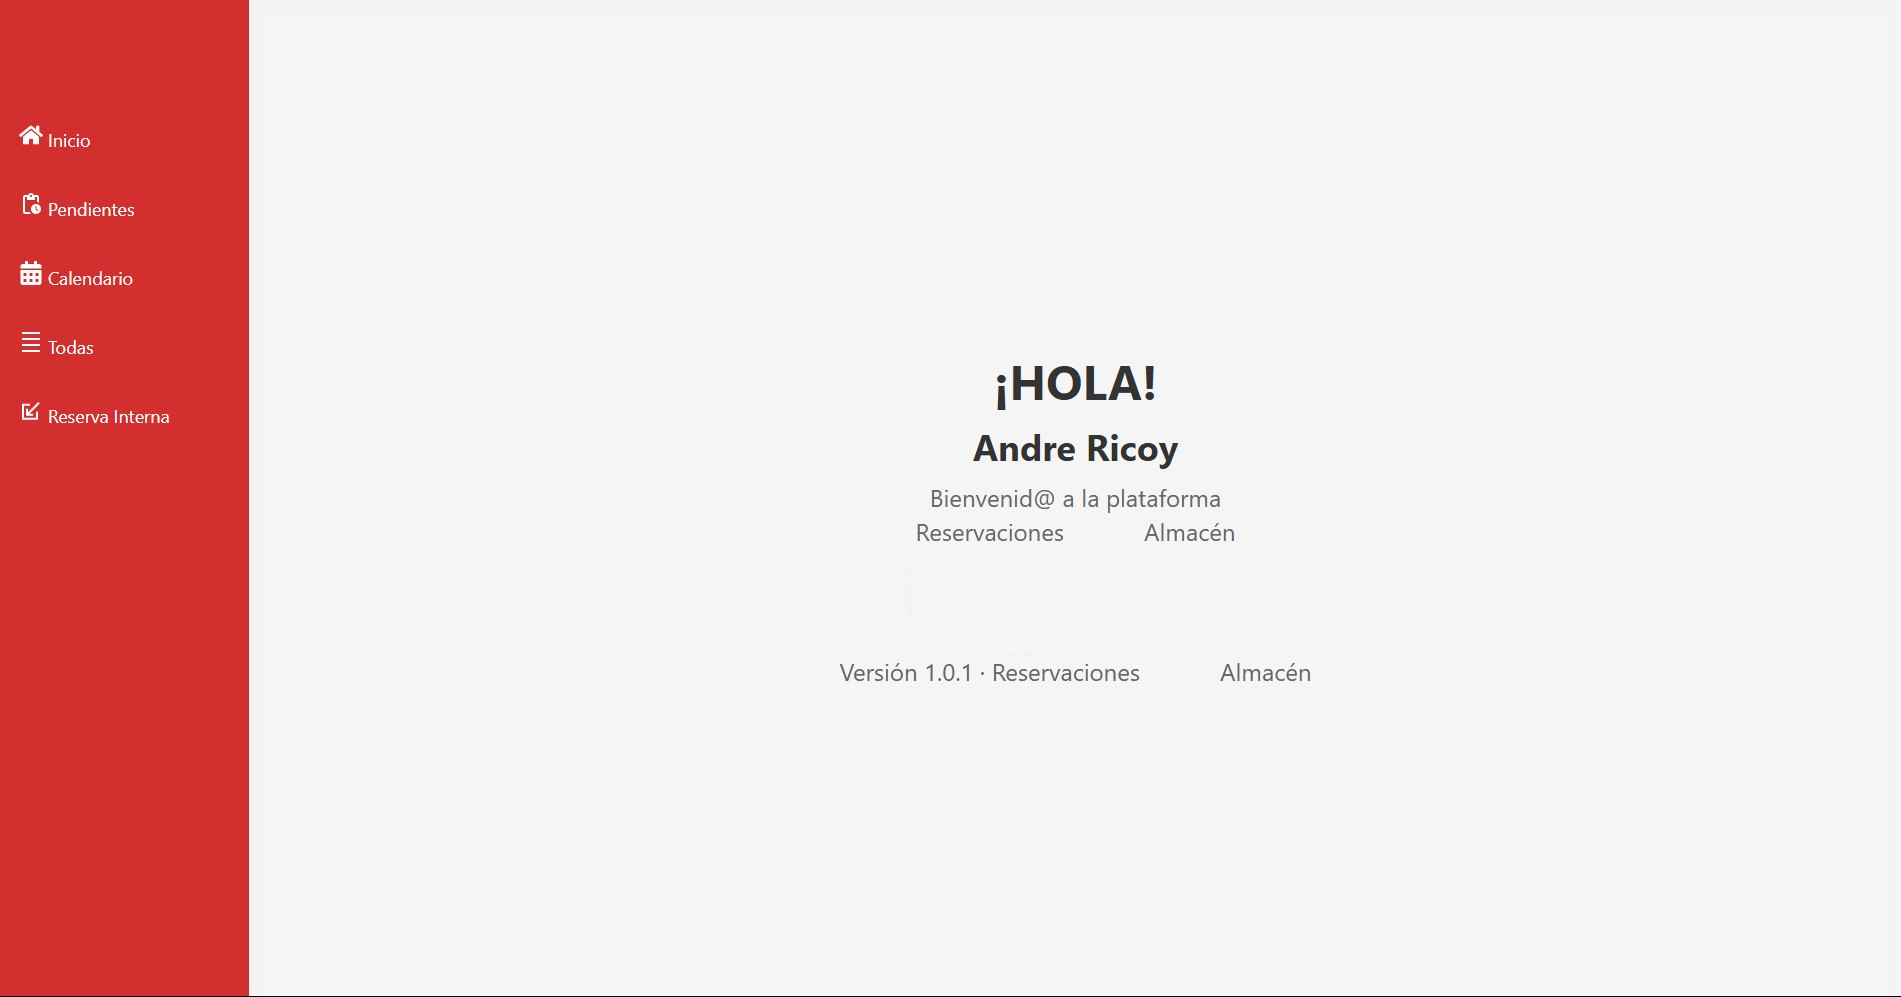 Inicio
Pendientes
Calendario
Todas
Reserva Interna
¡HOLA!
Andre Ricoy
Bienvenid@ a la plataforma
Reservaciones Almacén
Versión 1.0.1 · Reservaciones Almacén